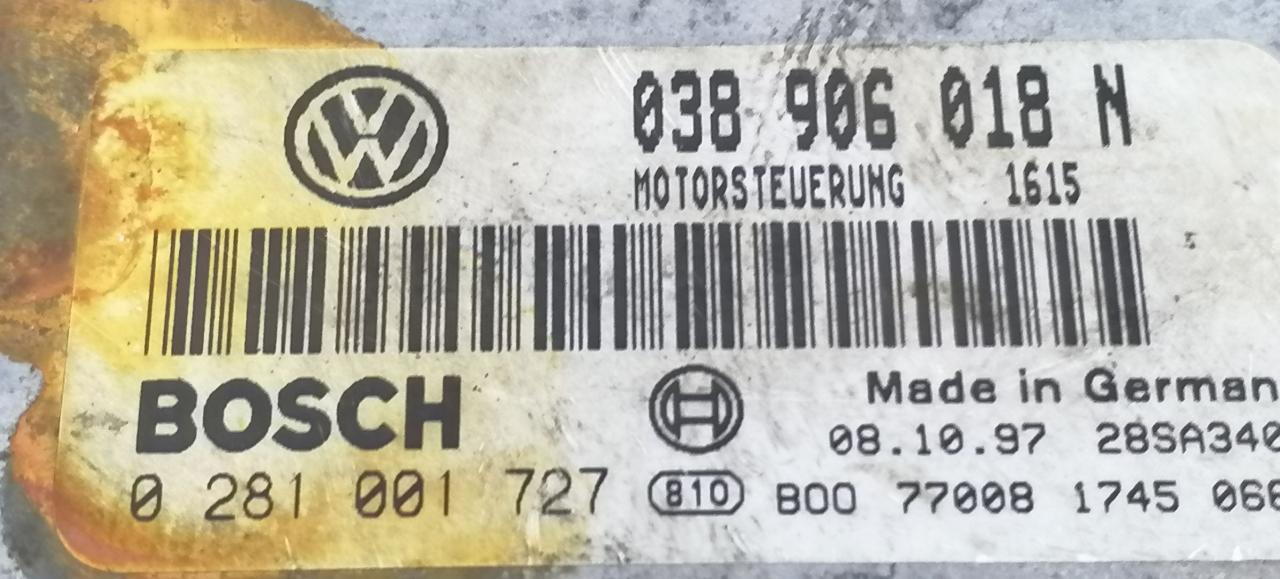 038 906 018 N
MOTORSTEUERUNG 1615
BOSCH
Made in German
08.10.97 28SA340
0 281 001 727 810 B00 77008 1745